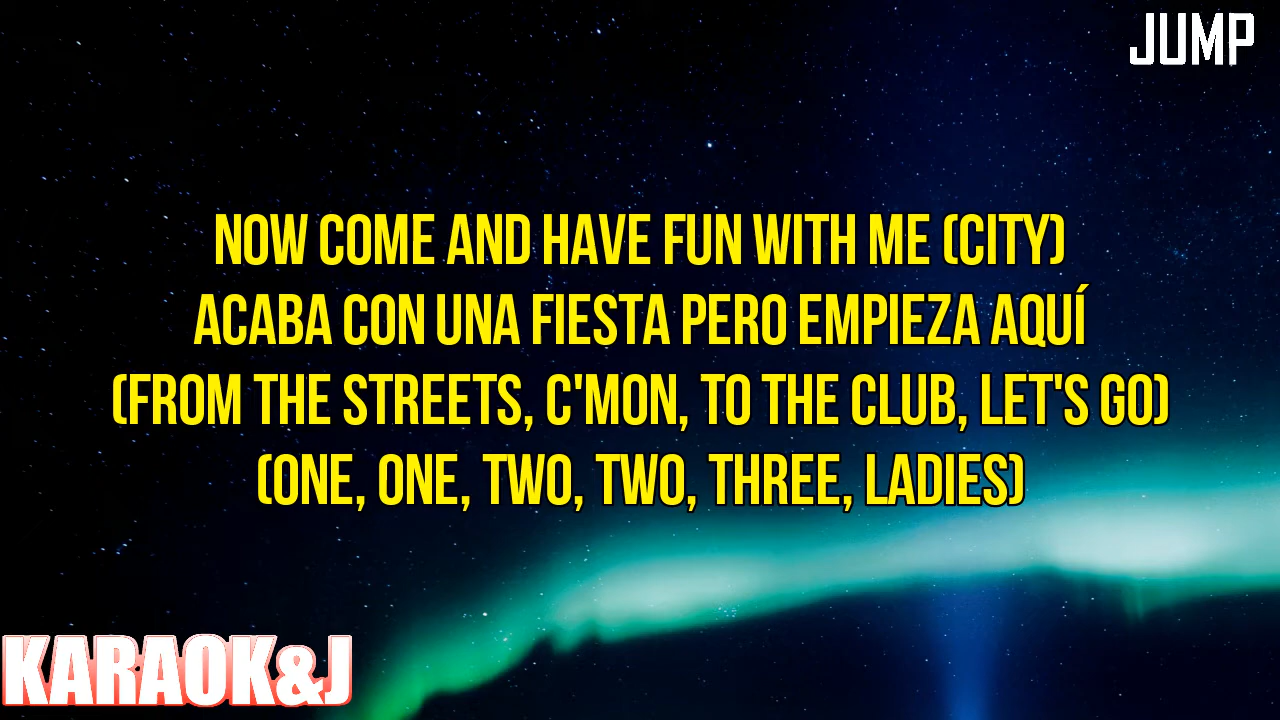 JUMP
NOW COME AND HAVE FUN WITH ME (CITY)
ACABA CON UNA FIESTA PERO EMPIEZA AQUÍ
(FROM THE STREETS, C'MON, TO THE CLUB, LET'S GO)
(ONE, ONE, TWO, TWO, THREE, LADIES)
KARAOK&J